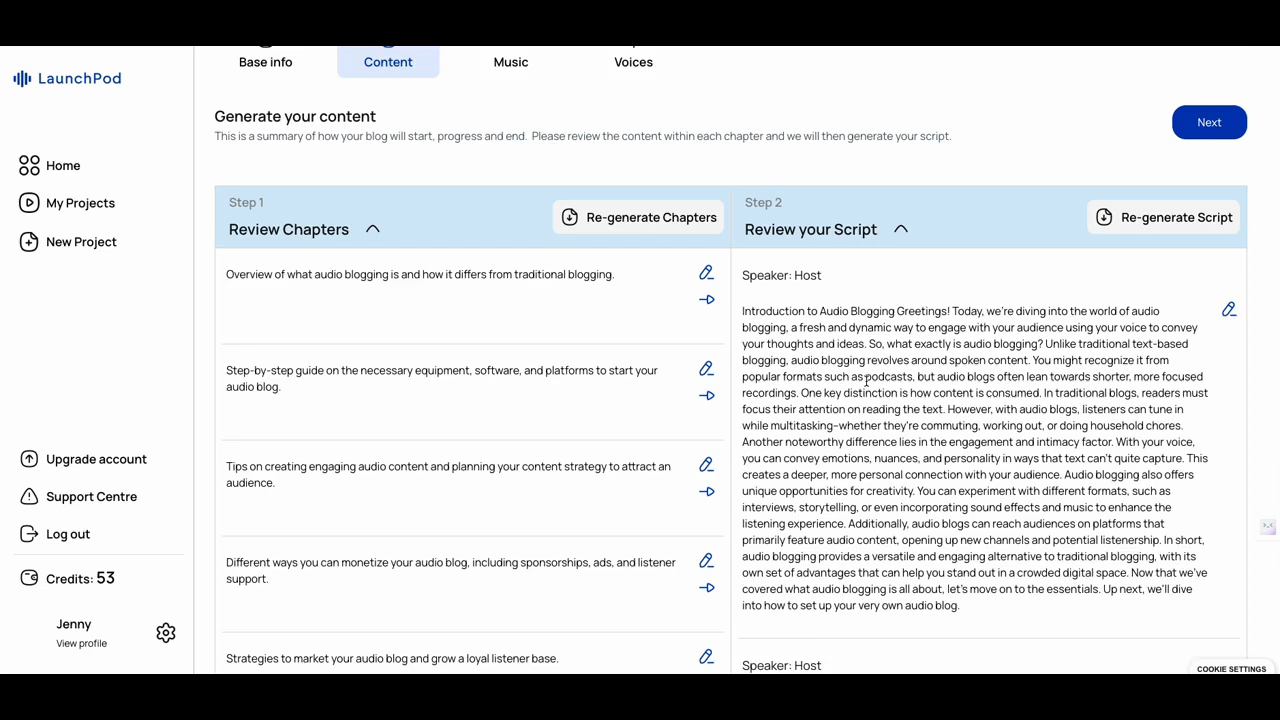 Base info
Content
Music
Voices
LaunchPod
Generate your content
This is a summary of how your blog will start, progress and end. Please review the content within each chapter and we will then generate your script.
Next
Home
My Projects
New Project
Step 1
Review Chapters
Re-generate Chapters
Overview of what audio blogging is and how it differs from traditional blogging.
Step-by-step guide on the necessary equipment, software, and platforms to start your
audio blog.
Tips on creating engaging audio content and planning your content strategy to attract an
audience.
Different ways you can monetize your audio blog, including sponsorships, ads, and listener
support.
Strategies to market your audio blog and grow a loyal listener base.
Step 2
Review your Script
Re-generate Script
Speaker: Host
Introduction to Audio Blogging Greetings! Today, we're diving into the world of audio
blogging, a fresh and dynamic way to engage with your audience using your voice to convey
your thoughts and ideas. So, what exactly is audio blogging? Unlike traditional text-based
blogging, audio blogging revolves around spoken content. You might recognize it from
popular formats such as podcasts, but audio blogs often lean towards shorter, more focused
recordings. One key distinction is how content is consumed. In traditional blogs, readers must
focus their attention on reading the text. However, with audio blogs, listeners can tune in
while multitasking—whether they're commuting, working out, or doing household chores.
Another noteworthy difference lies in the engagement and intimacy factor. With your voice,
you can convey emotions, nuances, and personality in ways that text can't quite capture. This
creates a deeper, more personal connection with your audience. Audio blogging also offers
unique opportunities for creativity. You can experiment with different formats, such as
interviews, storytelling, or even incorporating sound effects and music to enhance the
listening experience. Additionally, audio blogs can reach audiences on platforms that
primarily feature audio content, opening up new channels and potential listenership. In short,
audio blogging provides a versatile and engaging alternative to traditional blogging, with its
own set of advantages that can help you stand out in a crowded digital space. Now that we've
covered what audio blogging is all about, let's move on to the essentials. Up next, we'll dive
into how to set up your very own audio blog.
Speaker: Host
Upgrade account
Support Centre
Log out
Credits: 53
Jenny
View profile
COOKIE SETTINGS